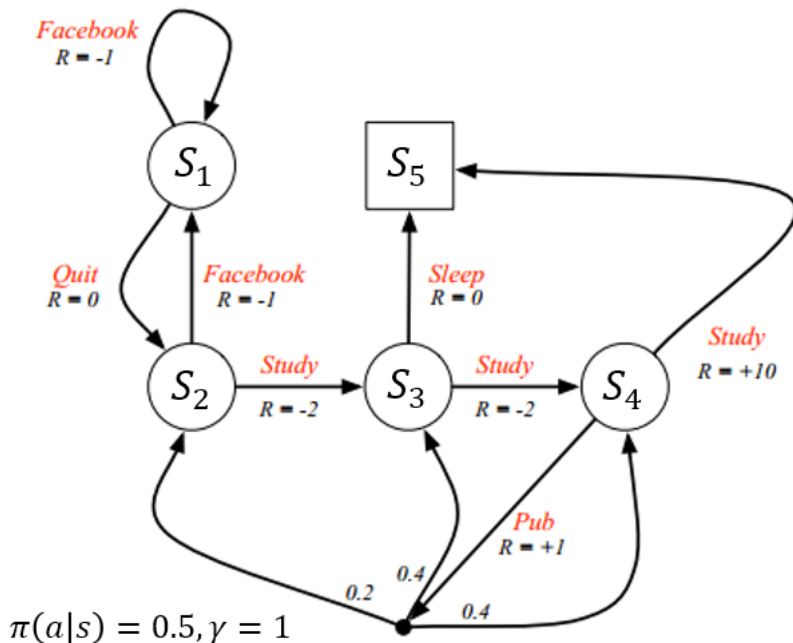 Facebook
R = -1
S₁
S₅
Quit
R = 0
Facebook
R = -1
Sleep
R = 0
Study
R = +10
S₂
Study
R = -2
S₃
Study
R = -2
S₄
Pub
R = +1
0.2
0.4
0.4
π(a|s) = 0.5, γ = 1